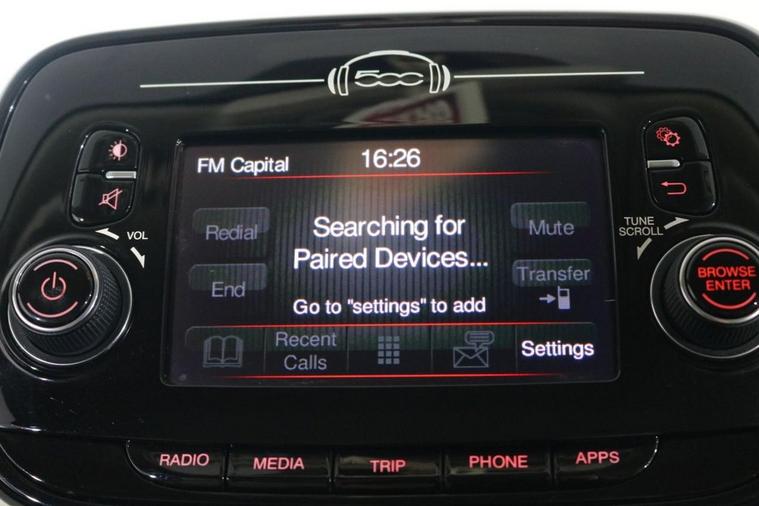 500
FM Capital
16:26
Redial
Searching for
Paired Devices...
Mute
End
Transfer
Go to "settings" to add
Recent
Calls
Settings
VOL
TUNE
SCROLL
BROWSE
ENTER
RADIO
MEDIA
TRIP
PHONE
APPS